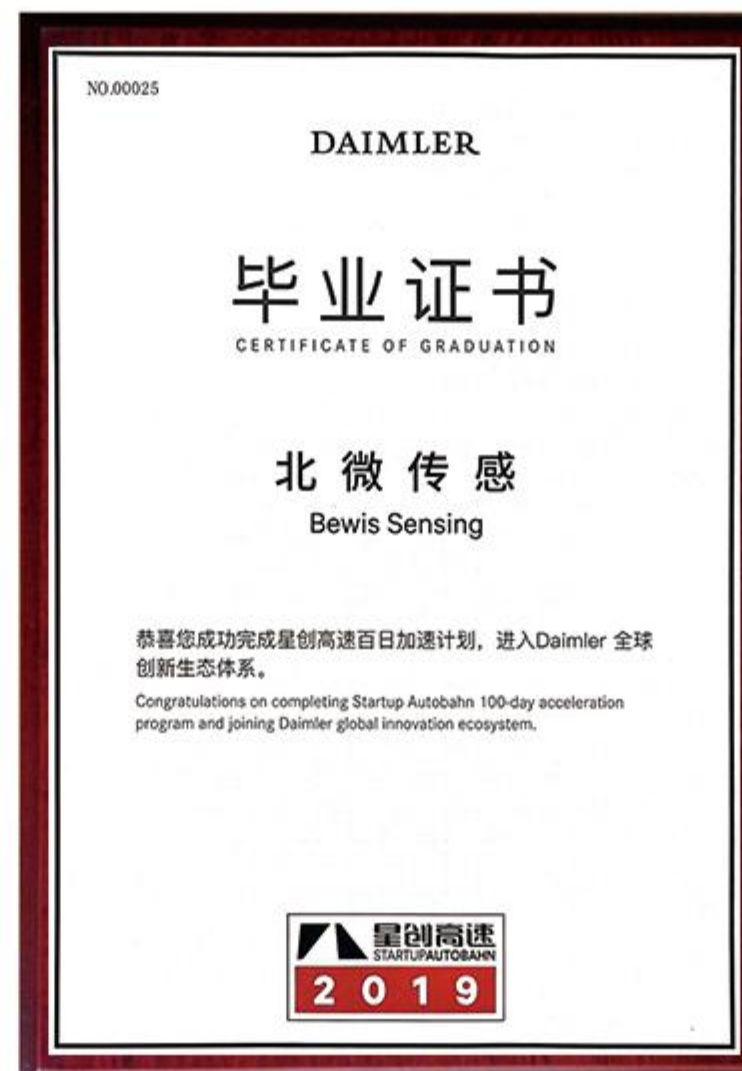 NO.00025
DAIMLER
毕业证书
CERTIFICATE OF GRADUATION
北微传感
Bewis Sensing
恭喜您成功完成星创高速百日加速计划，进入Daimler 全球
创新生态体系。
Congratulations on completing Startup Autobahn 100-day acceleration
program and joining Daimler global innovation ecosystem.
星创高速
STARTUPAUTOBAHN
2019